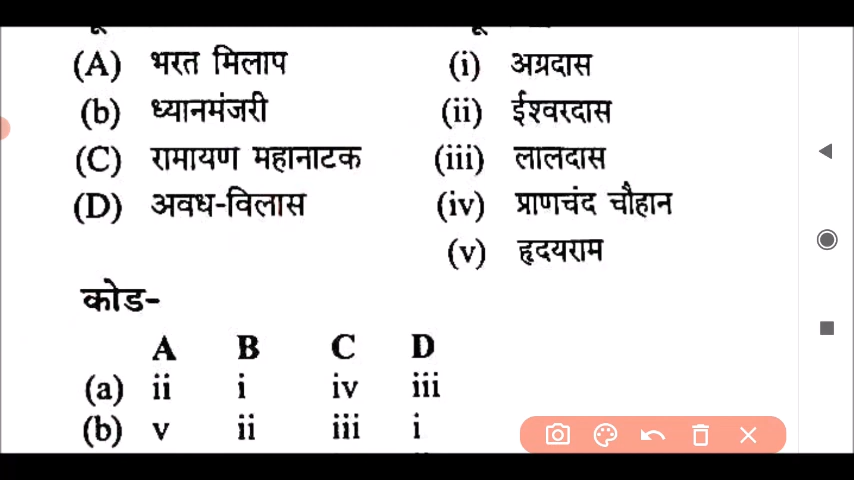 (A) भरत मिलाप (i) अग्रदास
(b) ध्यानमंजरी (ii) ईश्वरदास
(C) रामायण महानाटक (iii) लालदास
(D) अवध-विलास (iv) प्राणचंद चौहान
(v) हृदयराम
कोड-
A B C D
(a) ii i iv iii
(b) v ii iii i